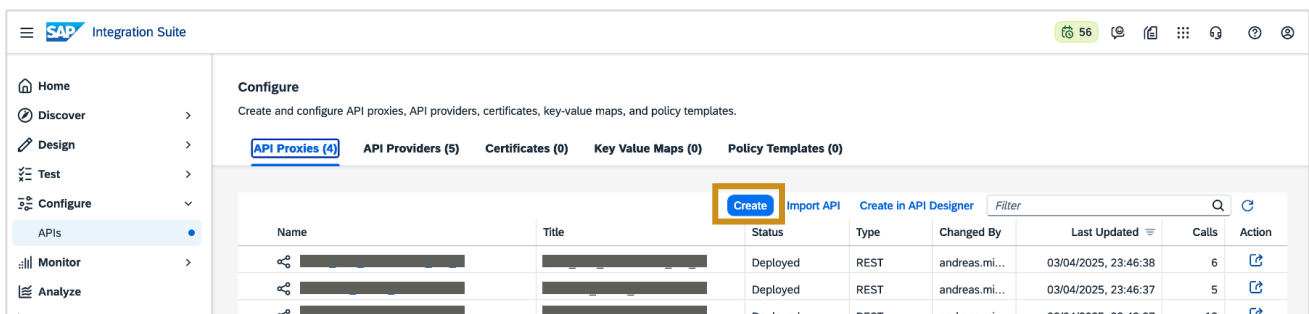 SAP Integration Suite 56
Home
Discover
Design
Test
Configure
APIs
Monitor
Analyze
Configure
Create and configure API proxies, API providers, certificates, key-value maps, and policy templates.
API Proxies (4) API Providers (5) Certificates (0) Key Value Maps (0) Policy Templates (0)
Create Import API Create in API Designer Filter
Name Title Status Type Changed By Last Updated Calls Action
Deployed REST andreas.mi... 03/04/2025, 23:46:38 6
Deployed REST andreas.mi... 03/04/2025, 23:46:37 5